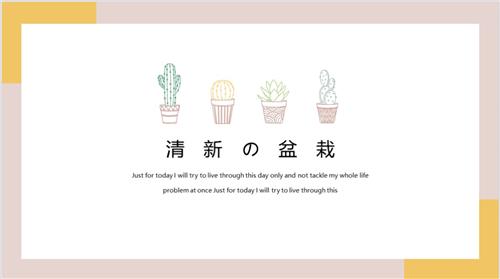 清新の盆栽
Just for today I will try to live through this day only and not tackle my whole life
problem at once Just for today I will try to live through this